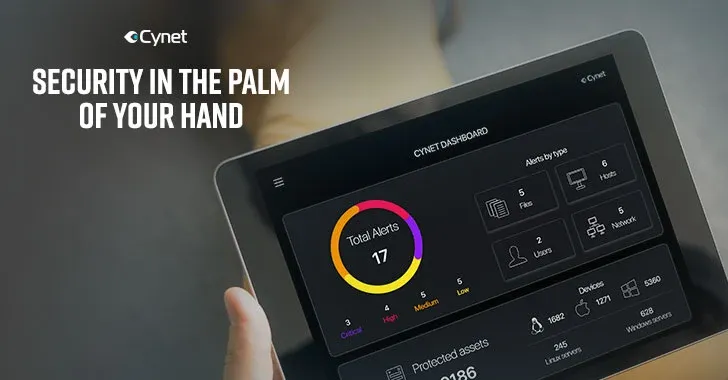 Cynet
SECURITY IN THE PALM
OF YOUR HAND
Cynet
CYNET DASHBOARD
Total Alerts
17
3
Critical
4
High
5
Medium
5
Low
Alerts by type
5
Files
6
Hosts
2
Users
5
Network
Protected assets
Devices
1682
1271
5360
245
Linux servers
628
Windows servers